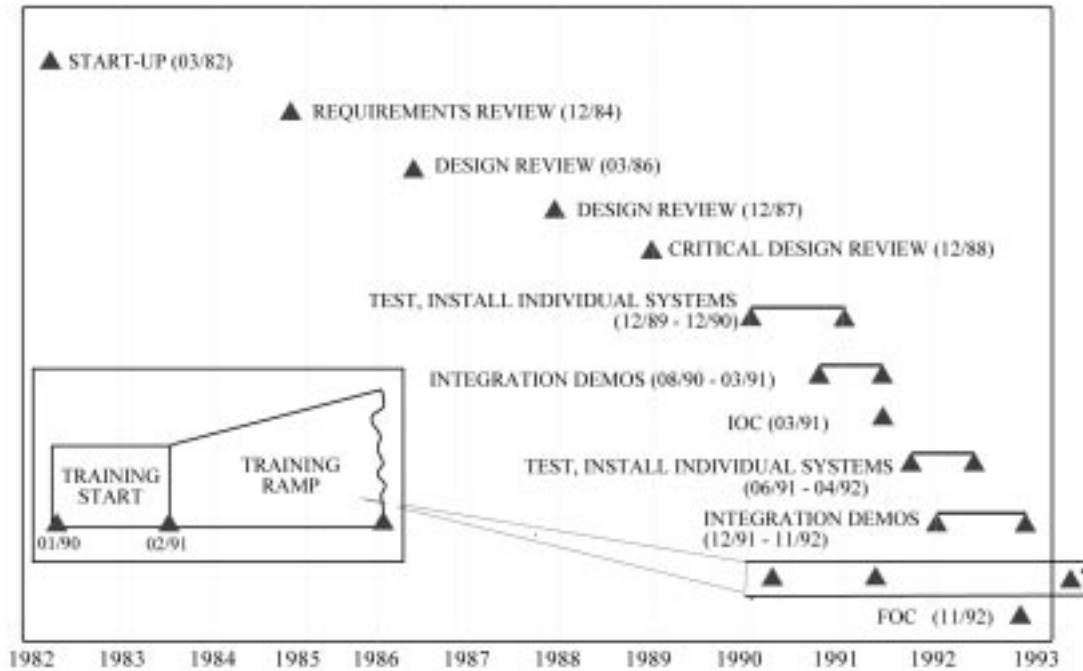 START-UP (03/82)
REQUIREMENTS REVIEW (12/84)
DESIGN REVIEW (03/86)
DESIGN REVIEW (12/87)
CRITICAL DESIGN REVIEW (12/88)
TEST, INSTALL INDIVIDUAL SYSTEMS
(12/89 - 12/90)
INTEGRATION DEMOS (08/90 - 03/91)
IOC (03/91)
TEST, INSTALL INDIVIDUAL SYSTEMS
(06/91 - 04/92)
INTEGRATION DEMOS
(12/91 - 11/92)
FOC (11/92)
TRAINING
START
TRAINING
RAMP
01/90
02/91
1982 1983 1984 1985 1986 1987 1988 1989 1990 1991 1992 1993